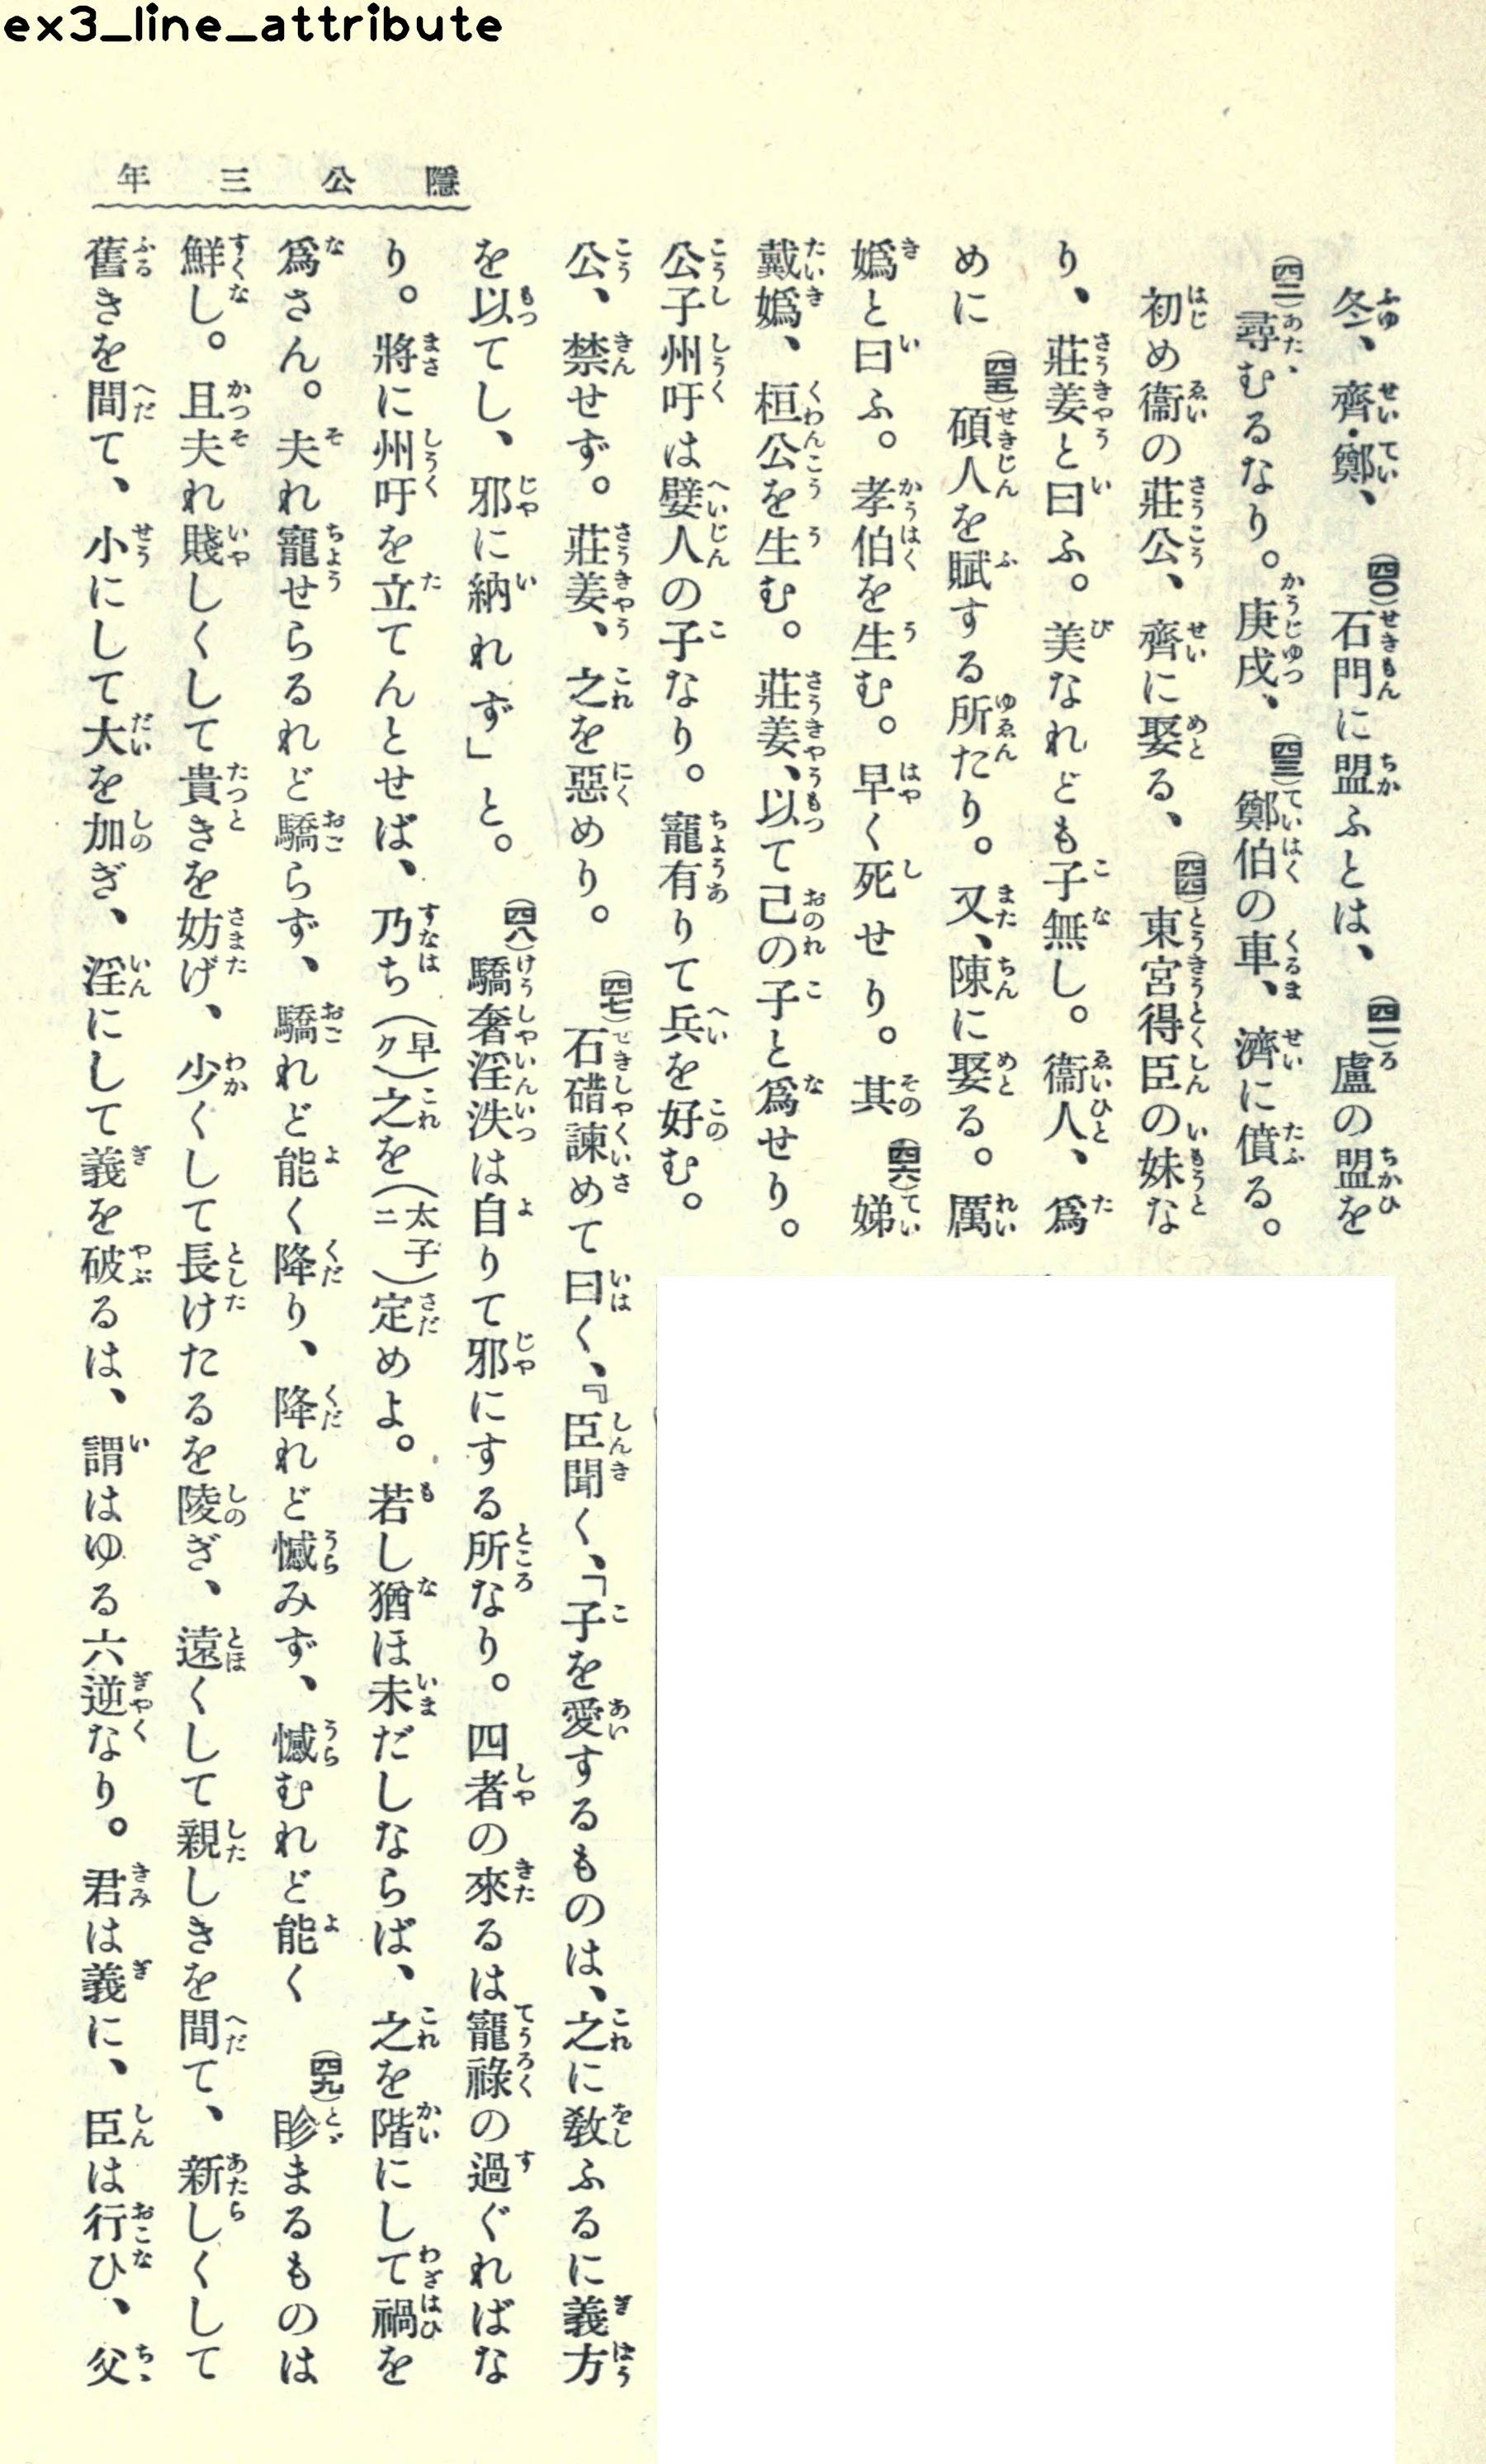 ex3_line_attribute
隱公三年
冬、齊・鄭、(四〇)石門に盟ふとは、(四一)盧の盟を
(四二)尋むるなり。庚戌、(四三)鄭伯の車、濟に僨る。
初め衞の莊公、齊に娶る、(四四)東宮得臣の妹な
り、莊姜と曰ふ。美なれども子無し。衞人、爲
めに(四五)碩人を賦する所たり。又、陳に娶る。厲
嬀と曰ふ。孝伯を生む。早く死せり。其(四六)娣
戴嬀、桓公を生む。莊姜、以て己の子と爲せり。
公子州吁は嬖人の子なり。寵有りて兵を好む。
公、禁せず。莊姜、之を惡めり。(四七)石碏諫めて曰く、『臣聞く、「子を愛するものは、之に敎ふるに義方
を以てし、邪に納れず」と。(四八)驕奢淫泆は自りて邪にする所なり。四者の來るは寵祿の過ぐればな
り。將に州吁を立てんとせば、乃ち(早ク)之を(太子ニ)定めよ。若し猶ほ未だしならば、之を階にして禍を
爲さん。夫れ寵せらるれど驕らず、驕れど能く降り、降れど憾みず、憾むれど能く(四九)眕まるものは
鮮し。且夫れ賤しくして貴きを妨げ、少くして長けたるを陵ぎ、遠くして親しきを間て、新しくして
舊きを間て、小にして大を加ぎ、淫にして義を破るは、謂はゆる六逆なり。君は義に、臣は行ひ、父